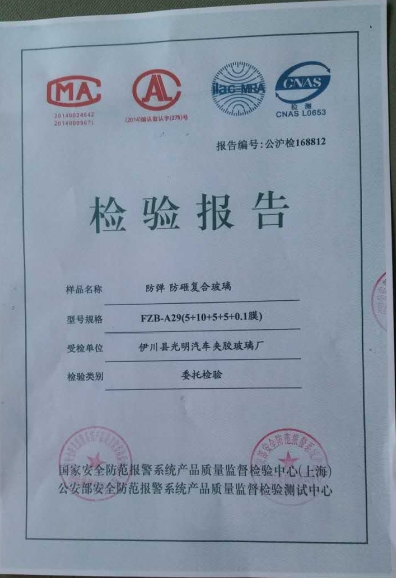 MA
AL
ilac-MRA
CNAS
检测
CNAS L0653
报告编号:公沪检168812
检验报告
样品名称 防弹 防砸复合玻璃
型号规格 FZB-A29(5+10+5+5+0.1膜)
受检单位 伊川县光明汽车夹胶玻璃厂
检验类别 委托检验
国家安全防范报警系统产品质量监督检验中心(上海)
公安部安全防范报警系统产品质量监督检验测试中心